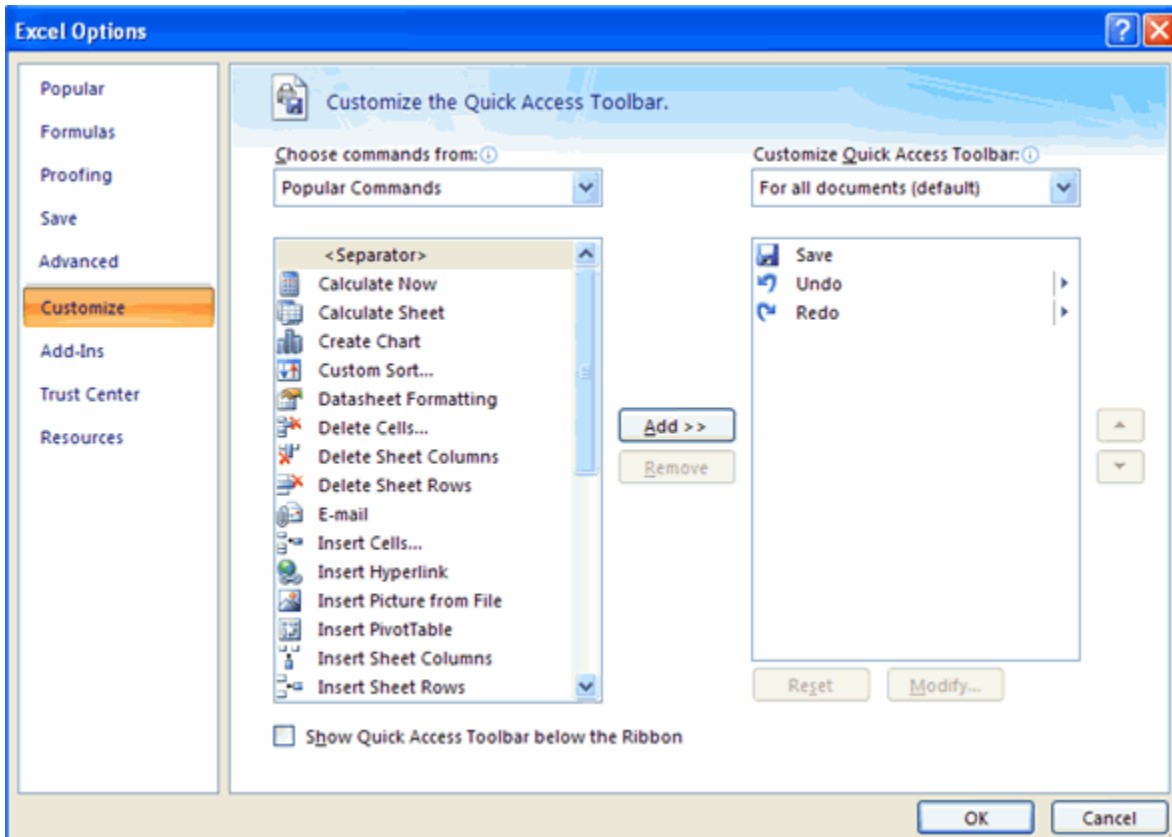 Excel Options
Popular
Formulas
Proofing
Save
Advanced
Customize
Add-Ins
Trust Center
Resources
Customize the Quick Access Toolbar.
Choose commands from:
Popular Commands
<Separator>
Calculate Now
Calculate Sheet
Create Chart
Custom Sort...
Datasheet Formatting
Delete Cells...
Delete Sheet Columns
Delete Sheet Rows
E-mail
Insert Cells...
Insert Hyperlink
Insert Picture from File
Insert PivotTable
Insert Sheet Columns
Insert Sheet Rows
Show Quick Access Toolbar below the Ribbon
Add >>
Remove
Customize Quick Access Toolbar:
For all documents (default)
Save
Undo
Redo
Reset
Modify...
OK
Cancel